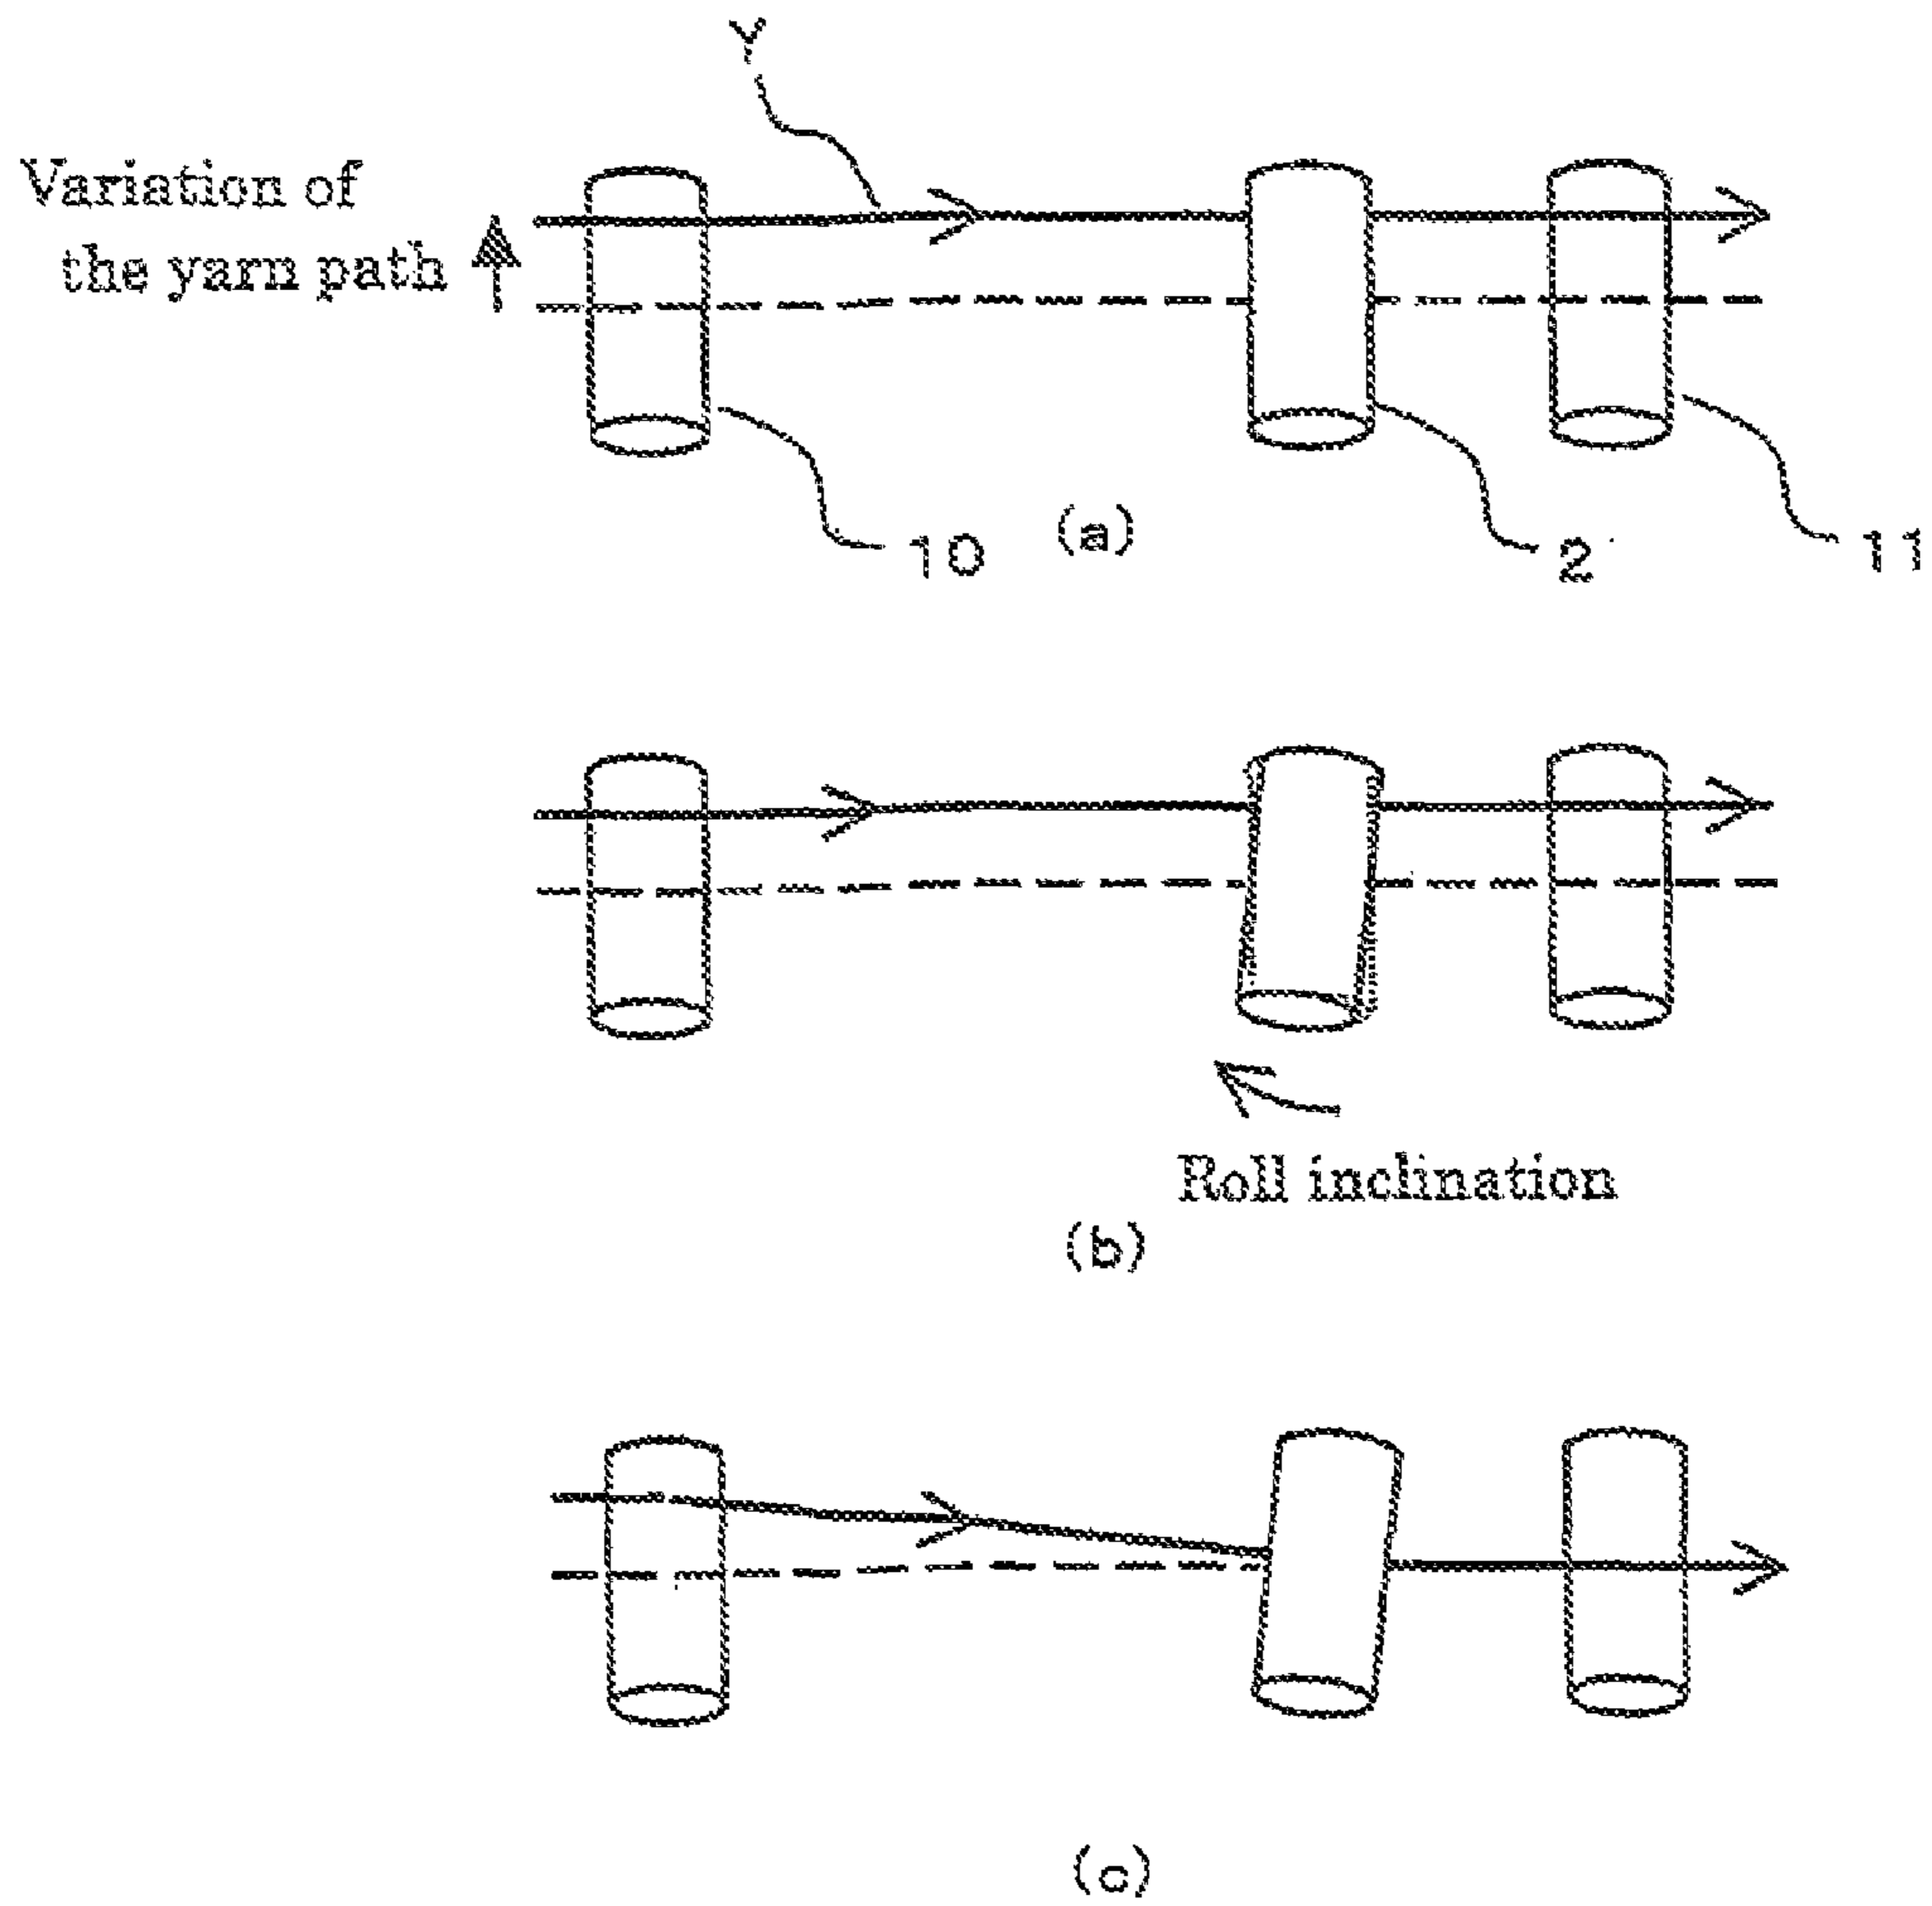 Y
Variation of
the yarn path
10
(a)
2
11
Roll inclination
(b)
(c)